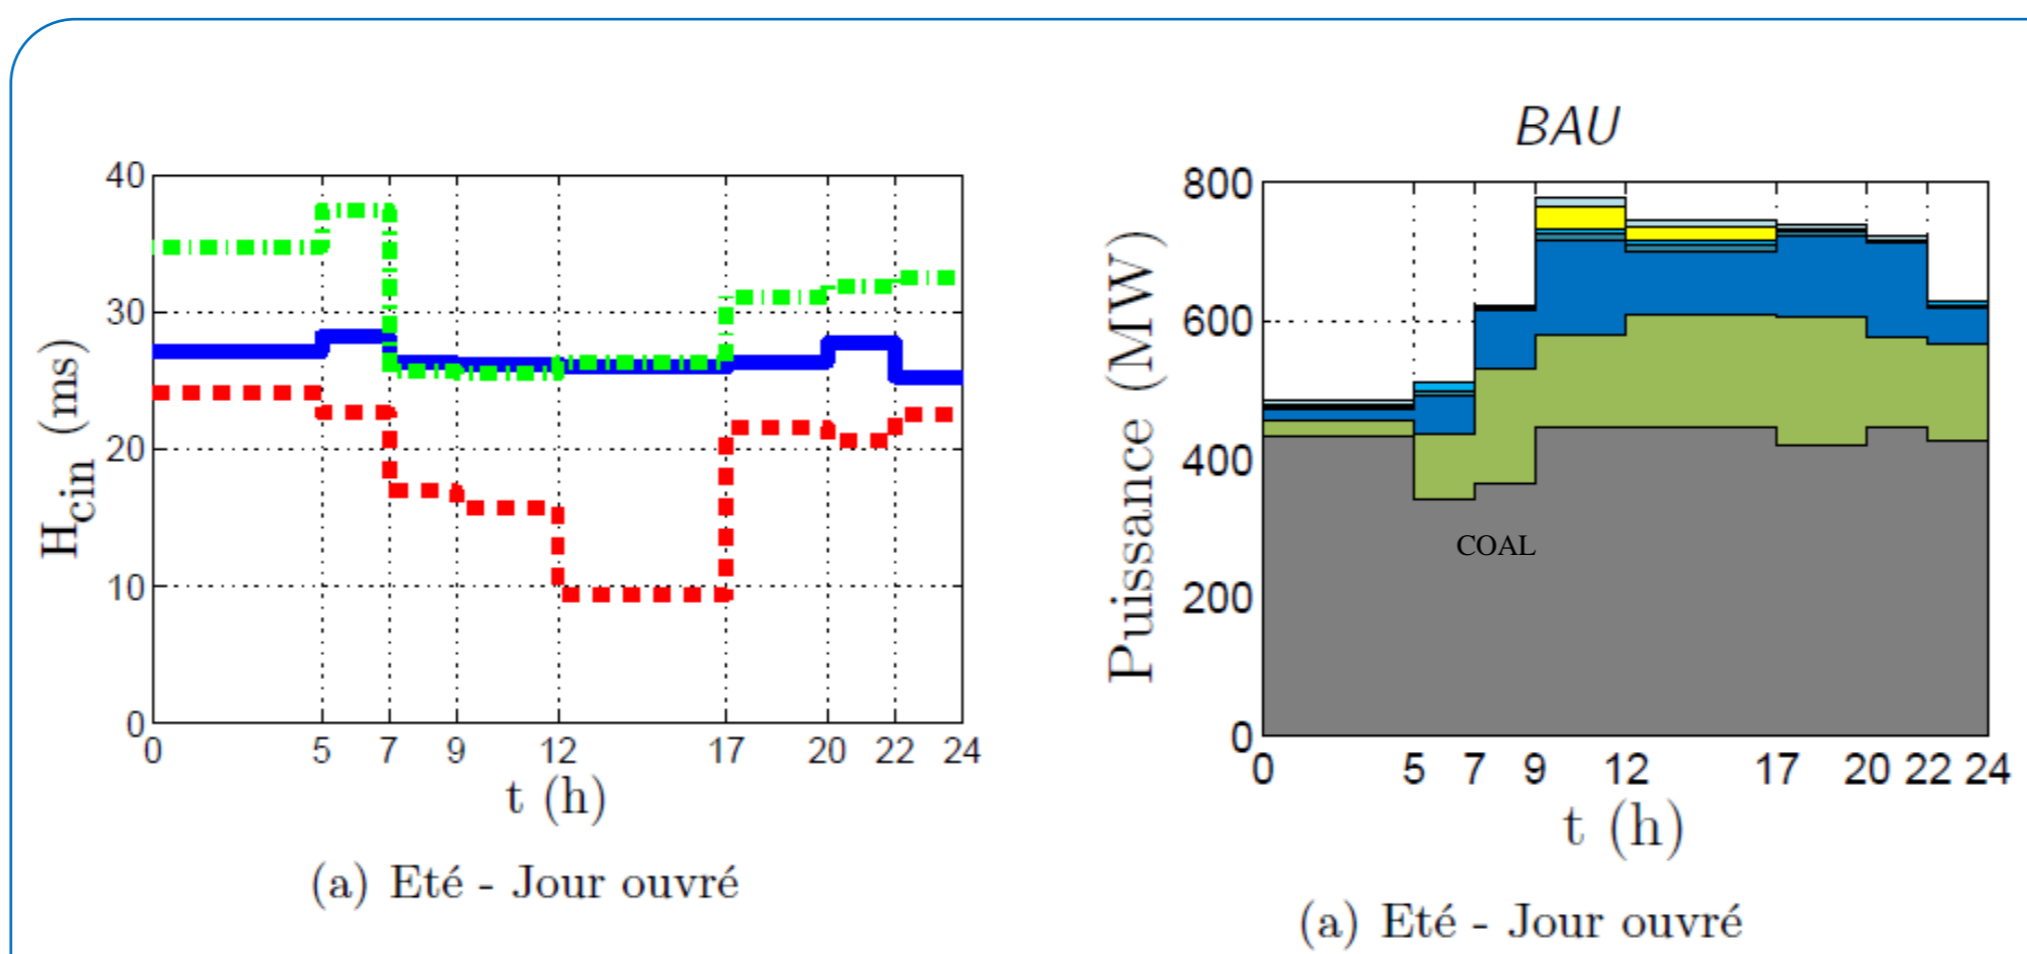 40
30
20
10
0
H_cin (ms)
0 5 7 9 12 17 20 22 24
t (h)
(a) Eté - Jour ouvré
BAU
800
600
400
200
0
Puissance (MW)
COAL
0 5 7 9 12 17 20 22 24
t (h)
(a) Eté - Jour ouvré